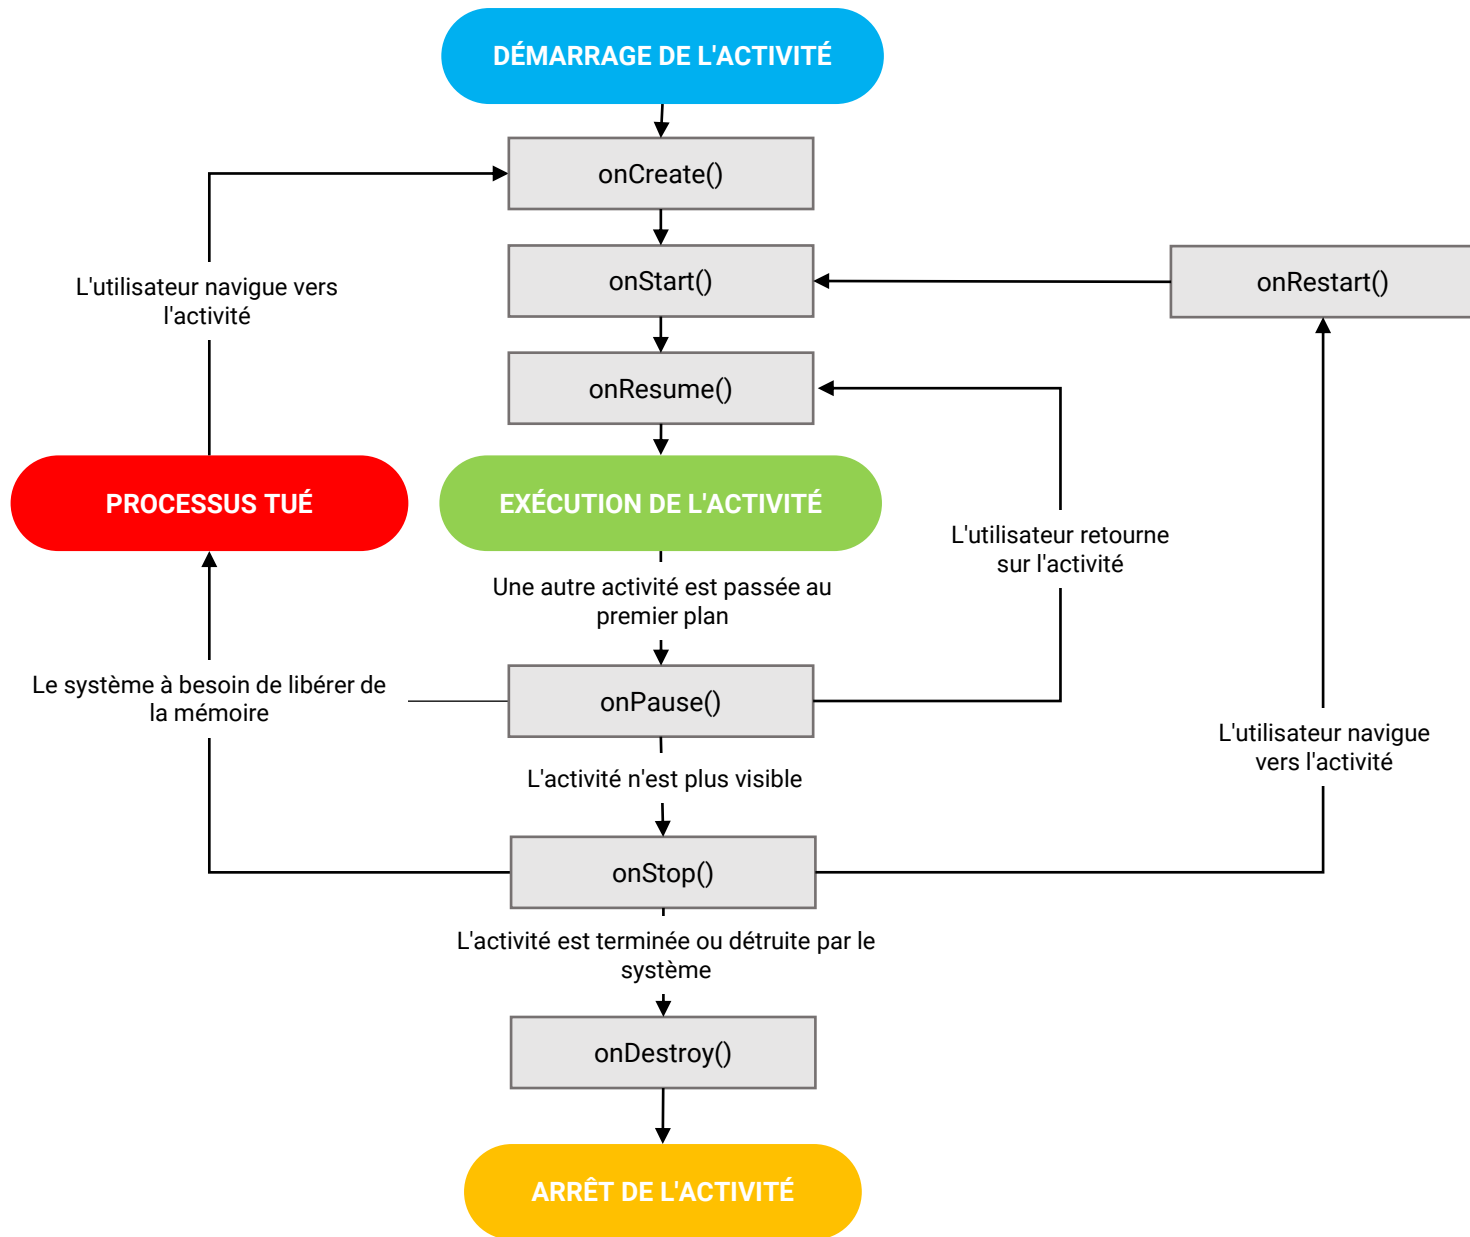 DÉMARRAGE DE L'ACTIVITÉ
onCreate()
L'utilisateur navigue vers
l'activité
onStart()
onRestart()
onResume()
PROCESSUS TUÉ
EXÉCUTION DE L'ACTIVITÉ
L'utilisateur retourne
sur l'activité
Une autre activité est passée au
premier plan
Le système à besoin de libérer de
la mémoire
onPause()
L'utilisateur navigue
vers l'activité
L'activité n'est plus visible
onStop()
L'activité est terminée ou détruite par le
système
onDestroy()
ARRÊT DE L'ACTIVITÉ